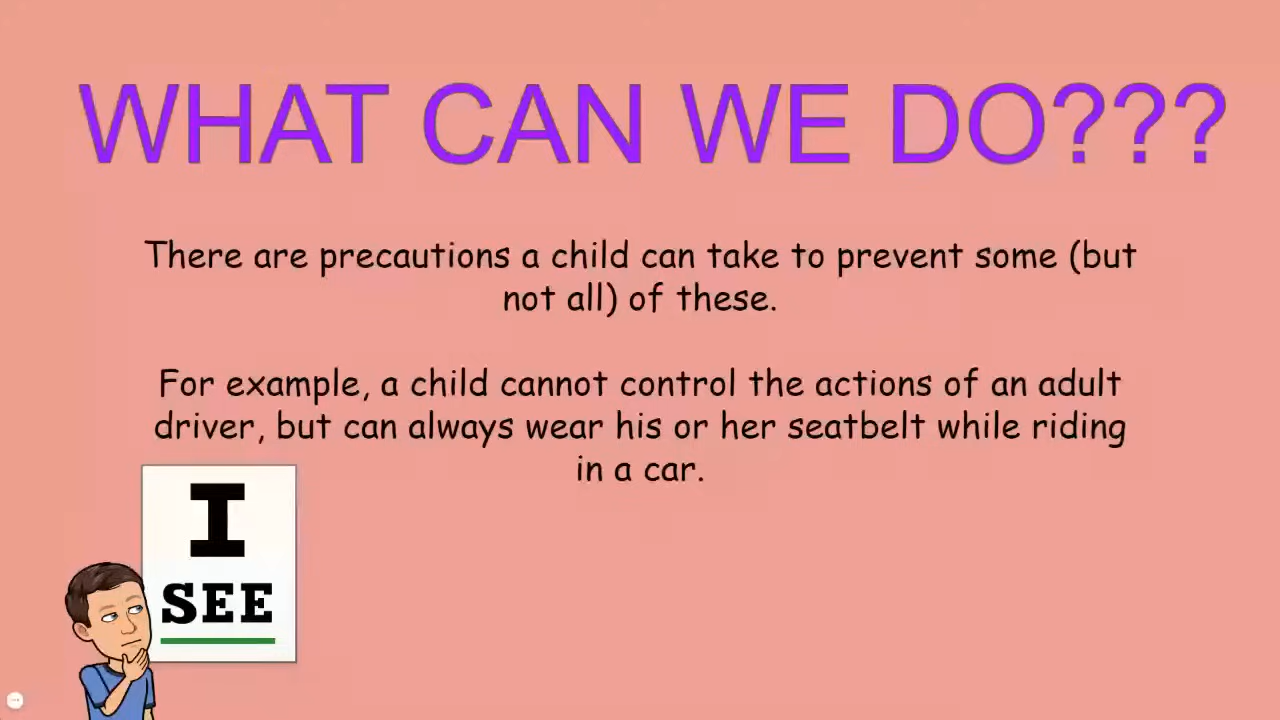 WHAT CAN WE DO???
There are precautions a child can take to prevent some (but
not all) of these.
For example, a child cannot control the actions of an adult
driver, but can always wear his or her seatbelt while riding
in a car.
I
SEE